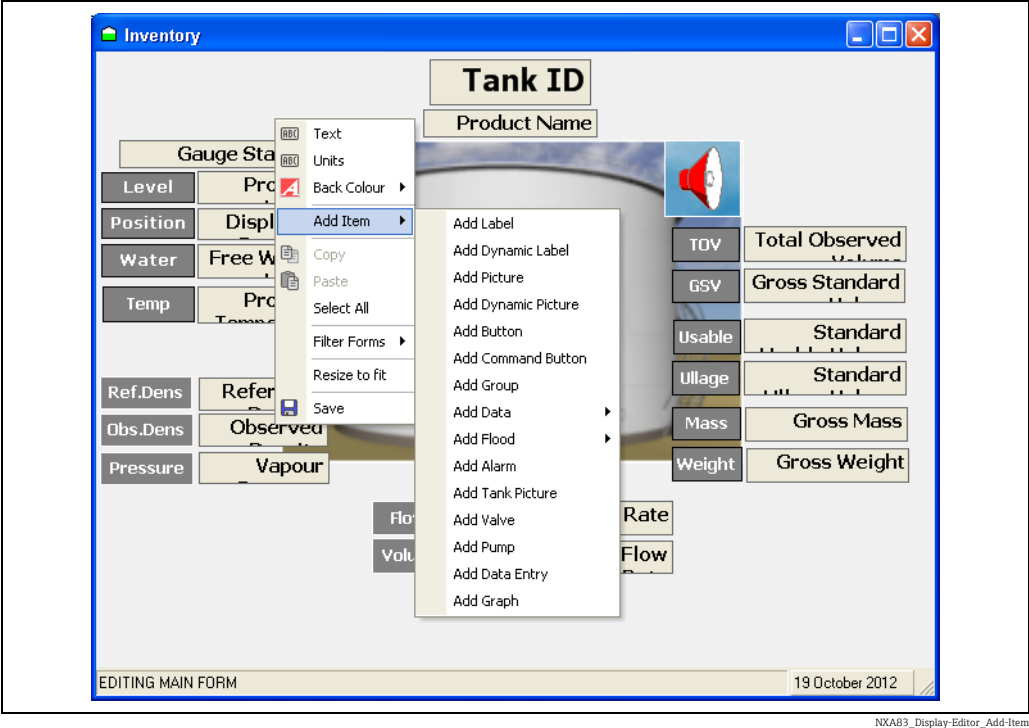 Inventory
Tank ID
Product Name
Gauge Sta
Level
Pro
Position
Displ
Water
Free W
Temp
Pro
Ref.Dens
Refer
Obs.Dens
Observed
Pressure
Vapour
ABC Text
ABC Units
Back Colour
Add Item
Copy
Paste
Select All
Filter Forms
Resize to fit
Save
Add Label
Add Dynamic Label
Add Picture
Add Dynamic Picture
Add Button
Add Command Button
Add Group
Add Data
Add Flood
Add Alarm
Add Tank Picture
Add Valve
Add Pump
Add Data Entry
Add Graph
TOV
Total Observed
GSV
Gross Standard
Usable
Standard
Ullage
Standard
Mass
Gross Mass
Weight
Gross Weight
Flo
Rate
Volu
Flow
EDITING MAIN FORM
19 October 2012
NXA83_Display-Editor_Add-Item